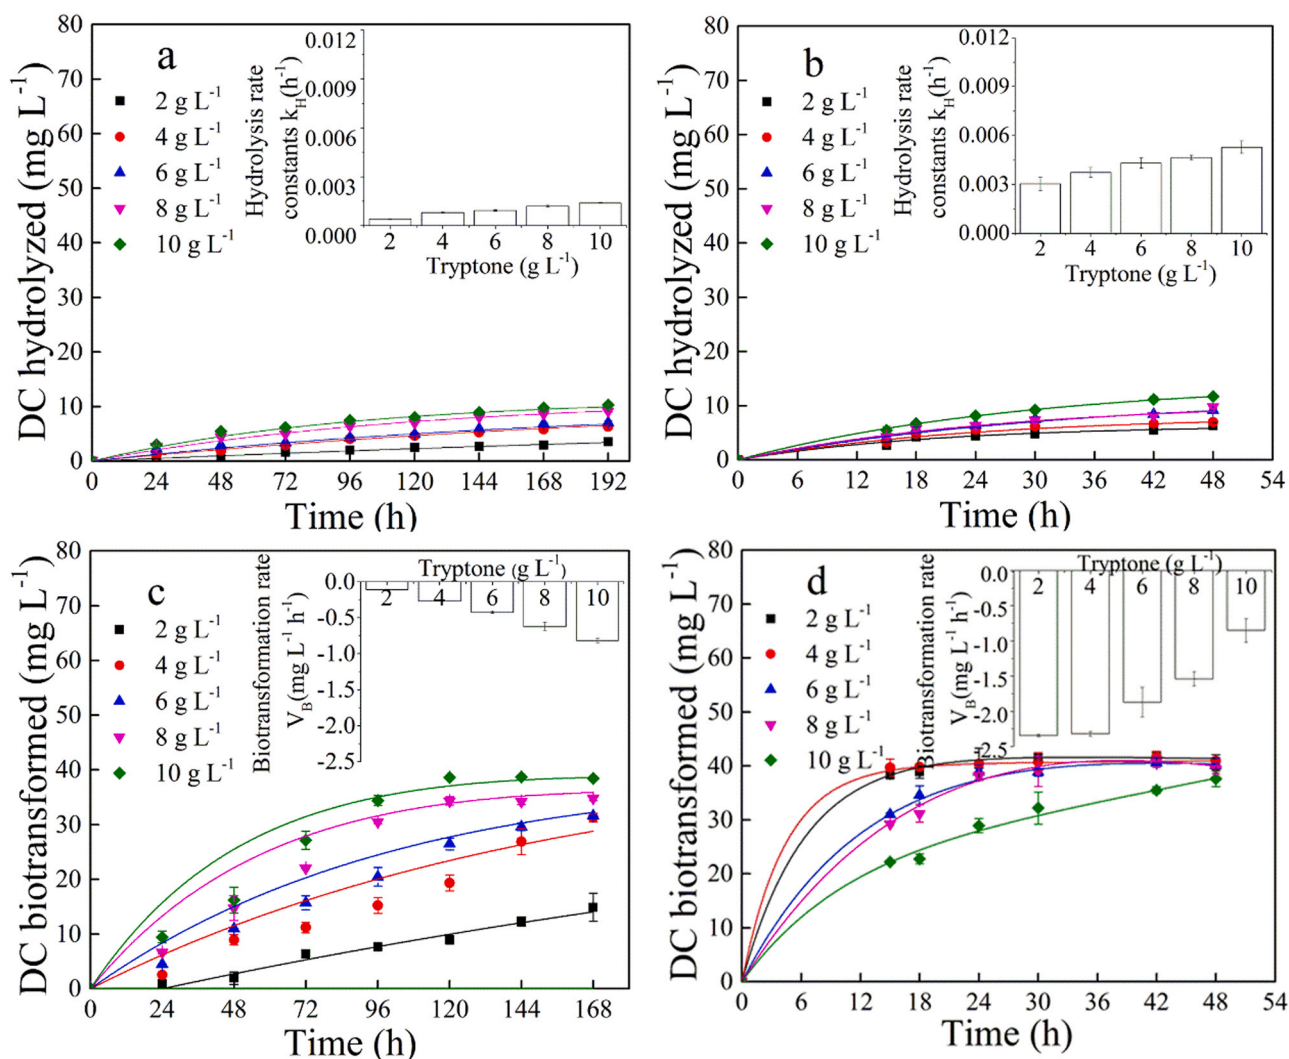 a
DC hydrolyzed (mg L⁻¹)
80
70
60
50
40
30
20
10
0
2 g L⁻¹
4 g L⁻¹
6 g L⁻¹
8 g L⁻¹
10 g L⁻¹
Hydrolysis rate
constants k_H(h⁻¹)
0.012
0.009
0.006
0.003
0.000
2 4 6 8 10
Tryptone (g L⁻¹)
0 24 48 72 96 120 144 168 192
Time (h)
b
DC hydrolyzed (mg L⁻¹)
80
70
60
50
40
30
20
10
0
2 g L⁻¹
4 g L⁻¹
6 g L⁻¹
8 g L⁻¹
10 g L⁻¹
Hydrolysis rate
constants k_H(h⁻¹)
0.012
0.009
0.006
0.003
0.000
2 4 6 8 10
Tryptone (g L⁻¹)
0 6 12 18 24 30 36 42 48 54
Time (h)
c
DC biotransformed (mg L⁻¹)
80
70
60
50
40
30
20
10
0
2 g L⁻¹
4 g L⁻¹
6 g L⁻¹
8 g L⁻¹
10 g L⁻¹
Biotransformation rate
V_B(mg L⁻¹ h⁻¹)
Tryptone (g L⁻¹)
2 4 6 8 10
0.0
-0.5
-1.0
-1.5
-2.0
-2.5
0 24 48 72 96 120 144 168
Time (h)
d
DC biotransformed (mg L⁻¹)
80
70
60
50
40
30
20
10
0
2 g L⁻¹
4 g L⁻¹
6 g L⁻¹
8 g L⁻¹
10 g L⁻¹
Biotransformation rate
V_B(mg L⁻¹ h⁻¹)
Tryptone (g L⁻¹)
2 4 6 8 10
0.0
-0.5
-1.0
-1.5
-2.0
-2.5
0 6 12 18 24 30 36 42 48 54
Time (h)